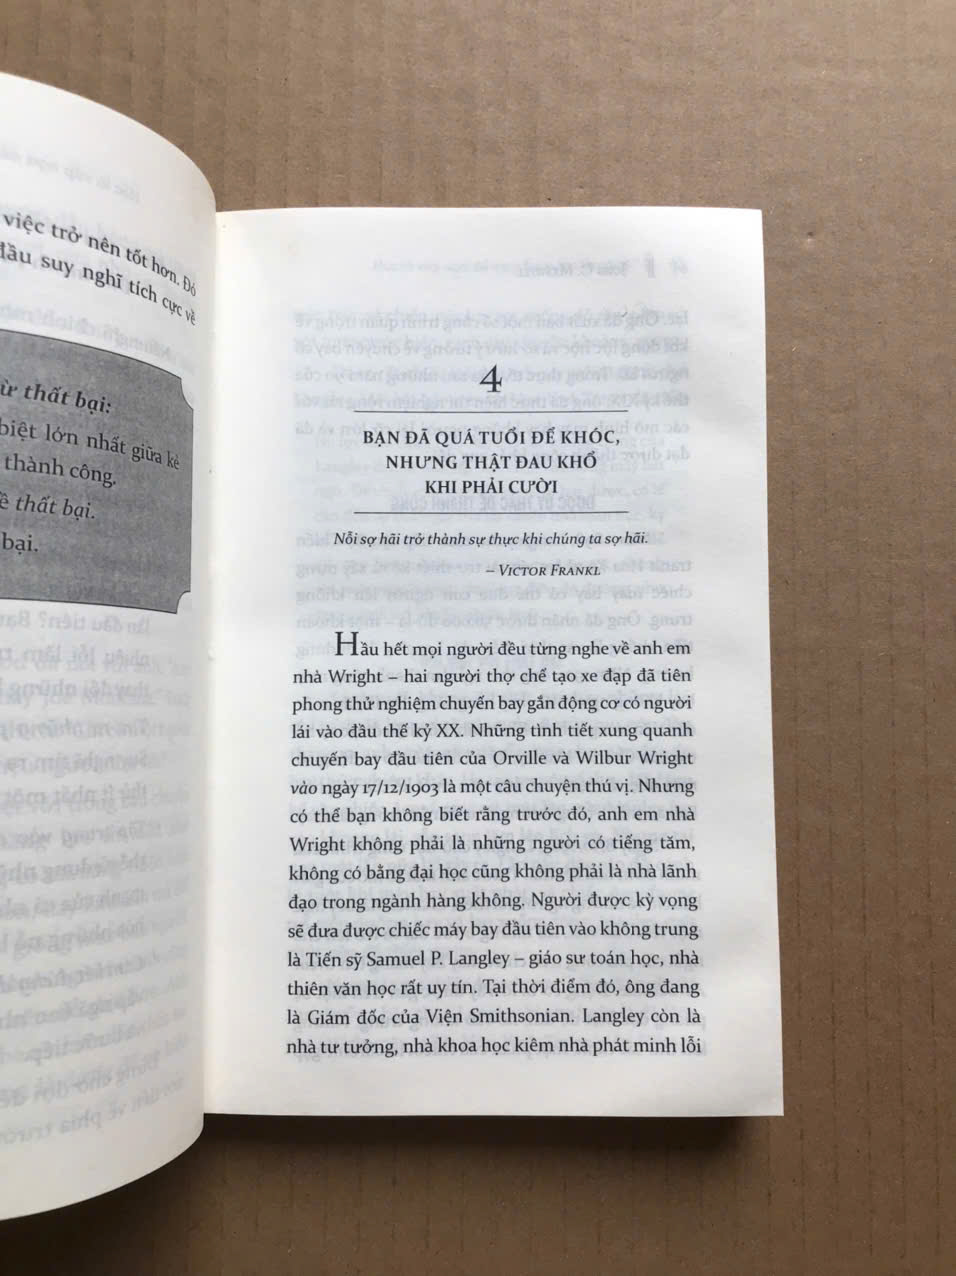 việc trở nên tốt hơn. Đó
đầu suy nghĩ tích cực về
ừ thất bại:
biệt lớn nhất giữa kẻ
thành công.
ề thất bại.
bại.
4
BẠN ĐÃ QUÁ TUỔI ĐỂ KHÓC,
NHƯNG THẬT ĐAU KHỔ
KHI PHẢI CƯỜI
Nỗi sợ hãi trở thành sự thực khi chúng ta sợ hãi.
– VICTOR FRANKL
Hầu hết mọi người đều từng nghe về anh em
nhà Wright – hai người thợ chế tạo xe đạp đã tiên
phong thử nghiệm chuyến bay gắn động cơ có người
lái vào đầu thế kỷ XX. Những tình tiết xung quanh
chuyến bay đầu tiên của Orville và Wilbur Wright
vào ngày 17/12/1903 là một câu chuyện thú vị. Nhưng
có thể bạn không biết rằng trước đó, anh em nhà
Wright không phải là những người có tiếng tăm,
không có bằng đại học cũng không phải là nhà lãnh
đạo trong ngành hàng không. Người được kỳ vọng
sẽ đưa được chiếc máy bay đầu tiên vào không trung
là Tiến sỹ Samuel P. Langley – giáo sư toán học, nhà
thiên văn học rất uy tín. Tại thời điểm đó, ông đang
là Giám đốc của Viện Smithsonian. Langley còn là
nhà tư tưởng, nhà khoa học kiêm nhà phát minh lỗi